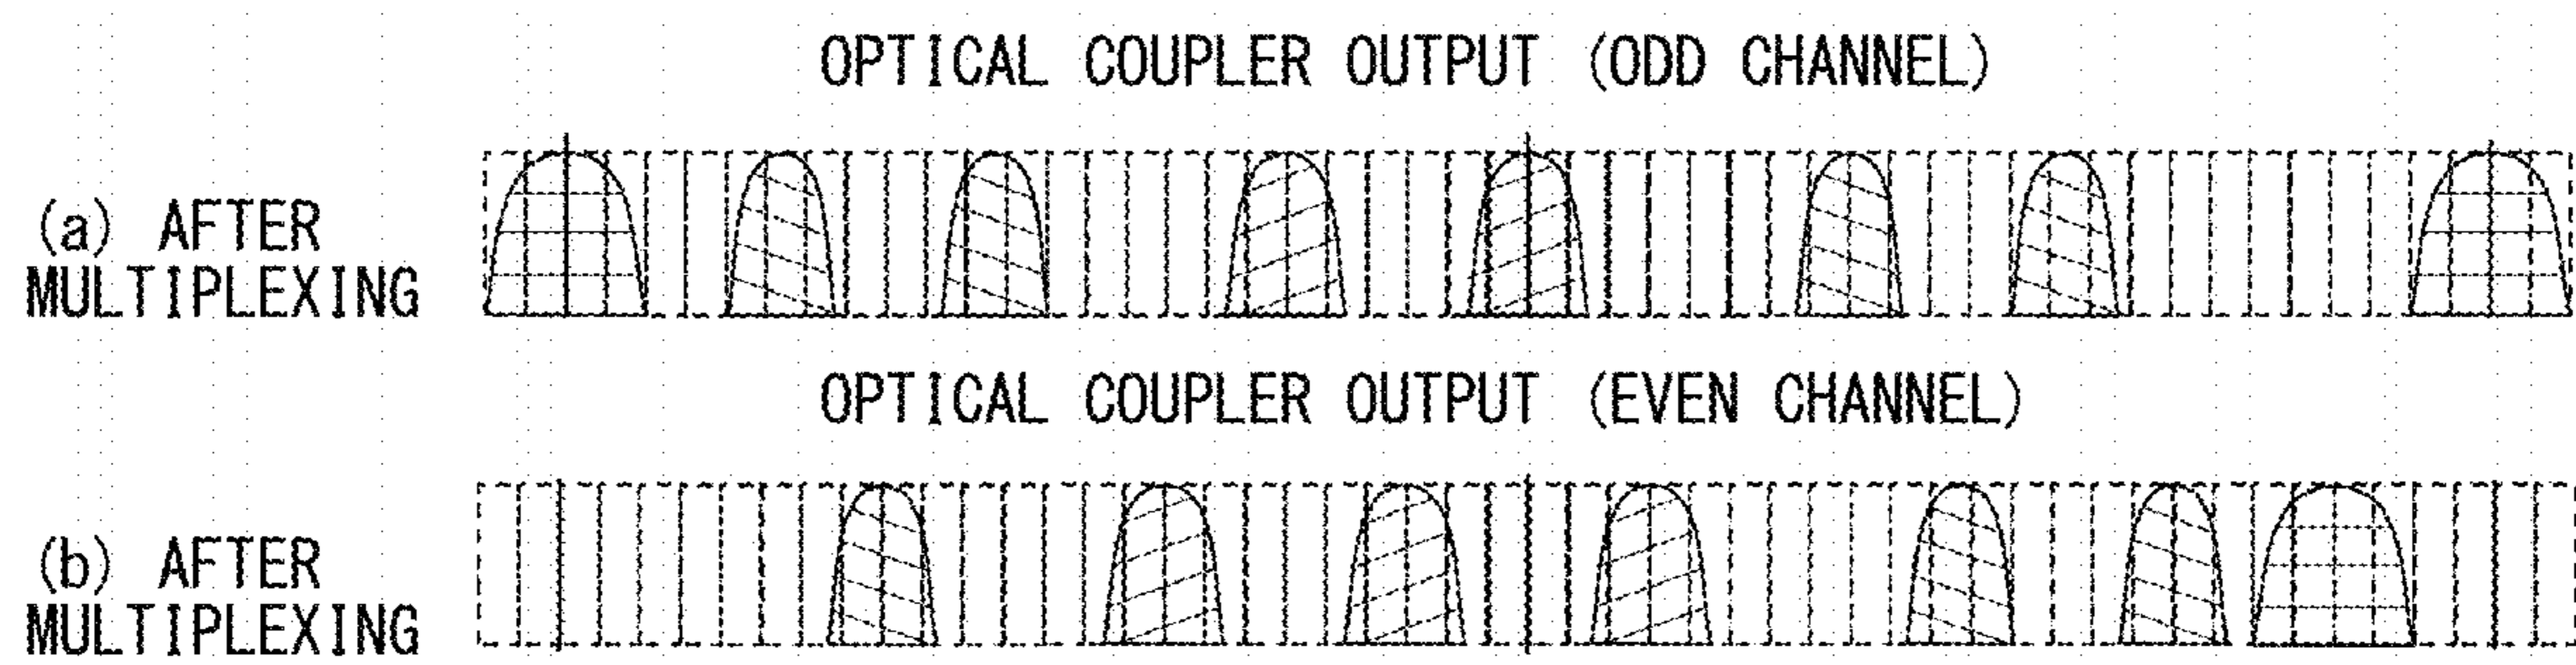 OPTICAL COUPLER OUTPUT (ODD CHANNEL)
(a) AFTER
MULTIPLEXING
OPTICAL COUPLER OUTPUT (EVEN CHANNEL)
(b) AFTER
MULTIPLEXING